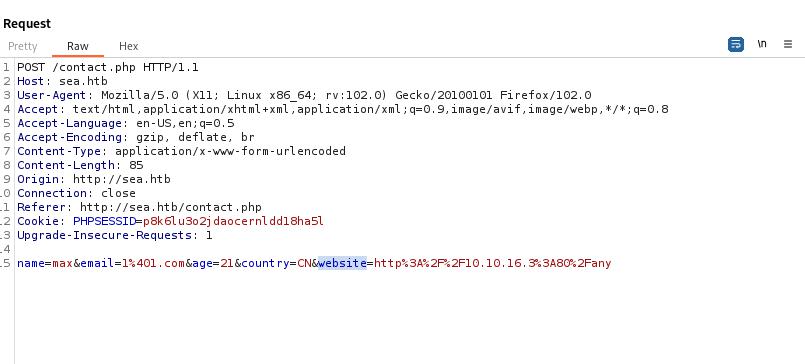 Request
Pretty Raw Hex \n ≡
1 POST /contact.php HTTP/1.1
2 Host: sea.htb
3 User-Agent: Mozilla/5.0 (X11; Linux x86_64; rv:102.0) Gecko/20100101 Firefox/102.0
4 Accept: text/html,application/xhtml+xml,application/xml;q=0.9,image/avif,image/webp,*/*;q=0.8
5 Accept-Language: en-US,en;q=0.5
6 Accept-Encoding: gzip, deflate, br
7 Content-Type: application/x-www-form-urlencoded
8 Content-Length: 85
9 Origin: http://sea.htb
.0 Connection: close
.1 Referer: http://sea.htb/contact.php
.2 Cookie: PHPSESSID=p8k6lu3o2jdaocernldd18ha5l
.3 Upgrade-Insecure-Requests: 1
.4
.5 name=max&email=1%401.com&age=21&country=CN&website=http%3A%2F%2F10.10.16.3%3A80%2Fany